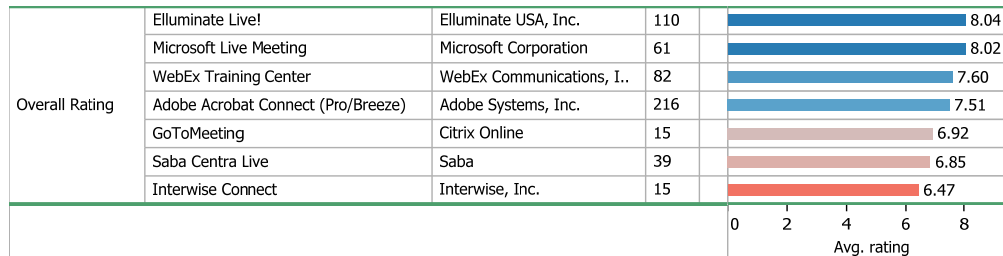 Elluminate Live! Elluminate USA, Inc. 110 8.04
Microsoft Live Meeting Microsoft Corporation 61 8.02
WebEx Training Center WebEx Communications, I.. 82 7.60
Overall Rating Adobe Acrobat Connect (Pro/Breeze) Adobe Systems, Inc. 216 7.51
GoToMeeting Citrix Online 15 6.92
Saba Centra Live Saba 39 6.85
Interwise Connect Interwise, Inc. 15 6.47
0 2 4 6 8
Avg. rating